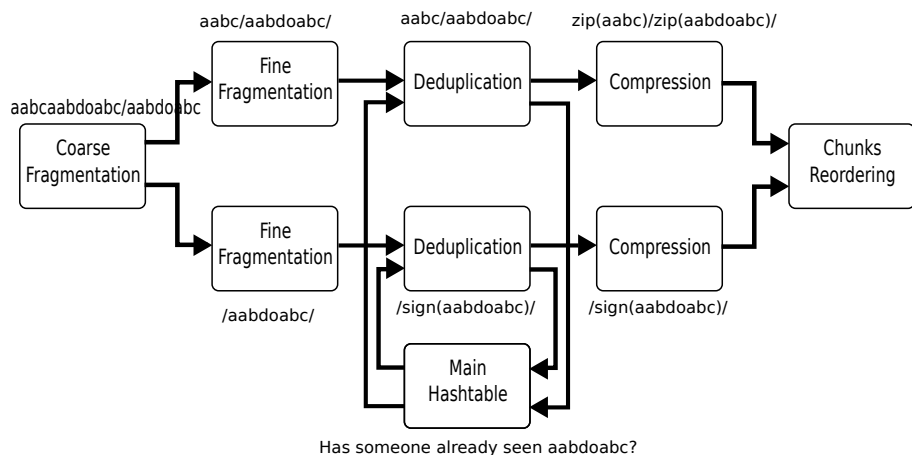 aabc/aabdoabc/
aabc/aabdoabc/
zip(aabc)/zip(aabdoabc)/
Fine
Fragmentation
Deduplication
Compression
aabcaabdoabc/aabdoabc
Coarse
Fragmentation
Chunks
Reordering
Fine
Fragmentation
Deduplication
Compression
/aabdoabc/
/sign(aabdoabc)/
/sign(aabdoabc)/
Main
Hashtable
Has someone already seen aabdoabc?